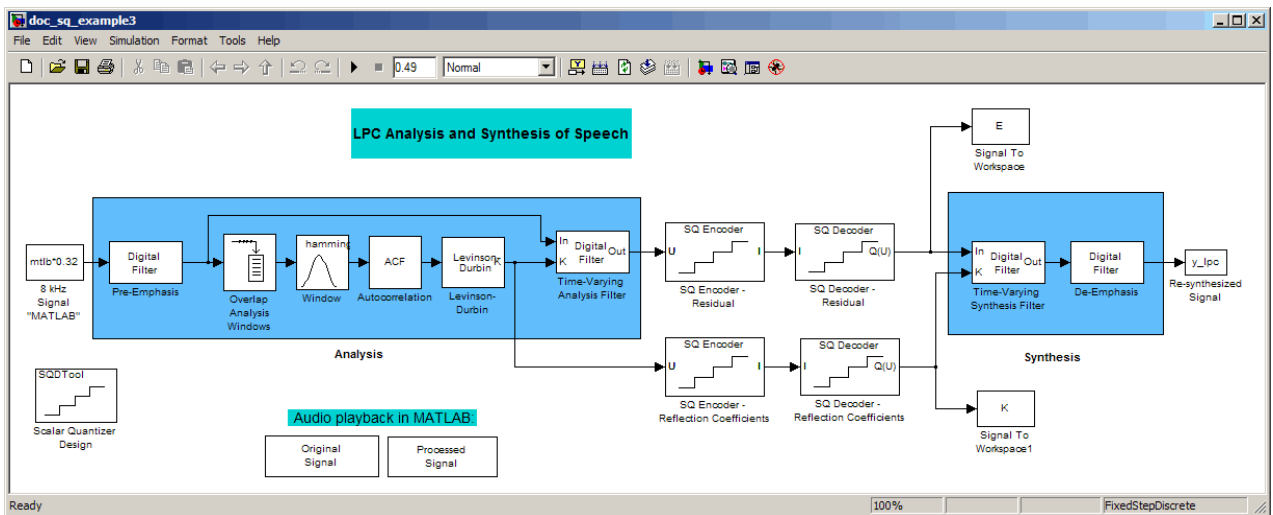 doc_sq_example3
File Edit View Simulation Format Tools Help
0.49 Normal
LPC Analysis and Synthesis of Speech
E
Signal To
Workspace
mtlb*0.32
8 kHz
Signal
"MATLAB"
Digital
Filter
Pre-Emphasis
Overlap
Analysis
Windows
hamming
Window
ACF
Autocorrelation
Levinson-
Durbin
K
Levinson-
Durbin
In
K
Digital
Filter
Out
Time-Varying
Analysis Filter
Analysis
SQ Encoder
U
I
SQ Encoder -
Residual
SQ Decoder
I
Q(U)
SQ Decoder -
Residual
In
K
Digital
Filter
Out
Time-Varying
Synthesis Filter
Digital
Filter
De-Emphasis
y_lpc
Re-synthesized
Signal
Synthesis
SQ Encoder
U
I
SQ Encoder -
Reflection Coefficients
SQ Decoder
I
Q(U)
SQ Decoder -
Reflection Coefficients
K
Signal To
Workspace1
SQDTool
Scalar Quantizer
Design
Audio playback in MATLAB:
Original
Signal
Processed
Signal
Ready 100% FixedStepDiscrete